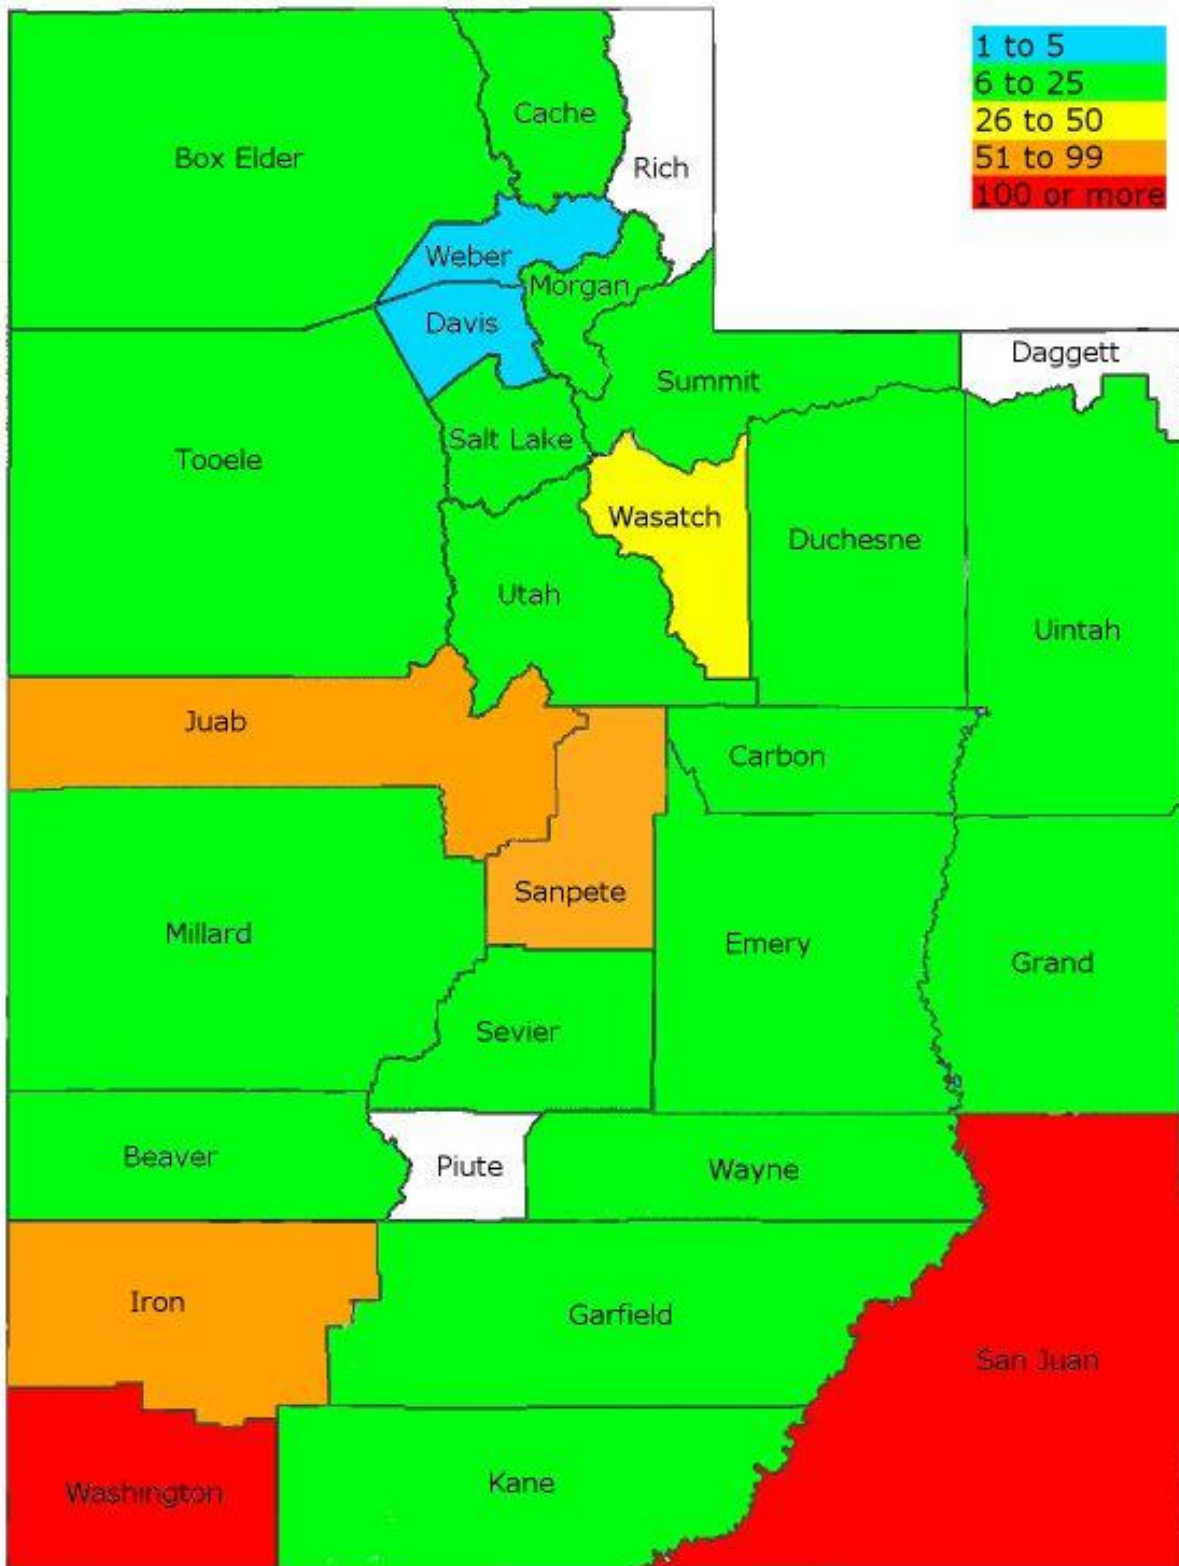 1 to 5
6 to 25
26 to 50
51 to 99
100 or more
Cache
Box Elder
Rich
Weber
Morgan
Davis
Daggett
Summit
Salt Lake
Tooele
Wasatch
Duchesne
Utah
Uintah
Juab
Carbon
Sanpete
Millard
Emery
Grand
Sevier
Beaver
Piute
Wayne
Iron
Garfield
San Juan
Kane
Washington